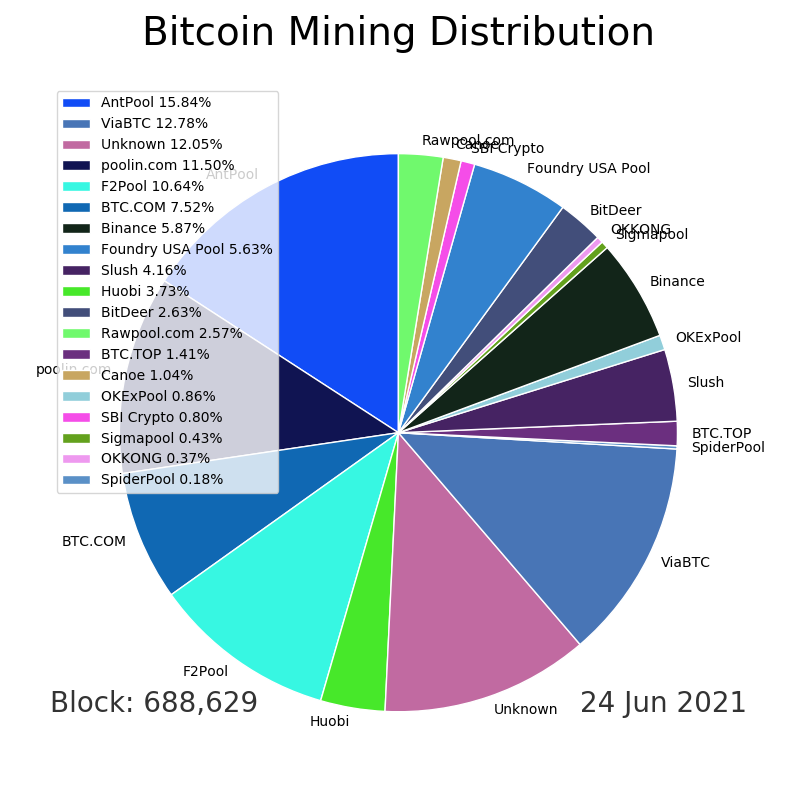 Bitcoin Mining Distribution
AntPool 15.84%
ViaBTC 12.78%
Unknown 12.05%
poolin.com 11.50%
F2Pool 10.64%
BTC.COM 7.52%
Binance 5.87%
Foundry USA Pool 5.63%
Slush 4.16%
Huobi 3.73%
BitDeer 2.63%
Rawpool.com 2.57%
BTC.TOP 1.41%
Canoe 1.04%
OKExPool 0.86%
SBI Crypto 0.80%
Sigmapool 0.43%
OKKONG 0.37%
SpiderPool 0.18%
Rawpool.com
Canoe
SBI Crypto
Foundry USA Pool
AntPool
BitDeer
OKKONG
Sigmapool
Binance
OKExPool
poolin.com
Slush
BTC.TOP
SpiderPool
BTC.COM
ViaBTC
F2Pool
Unknown
Huobi
Block: 688,629
24 Jun 2021